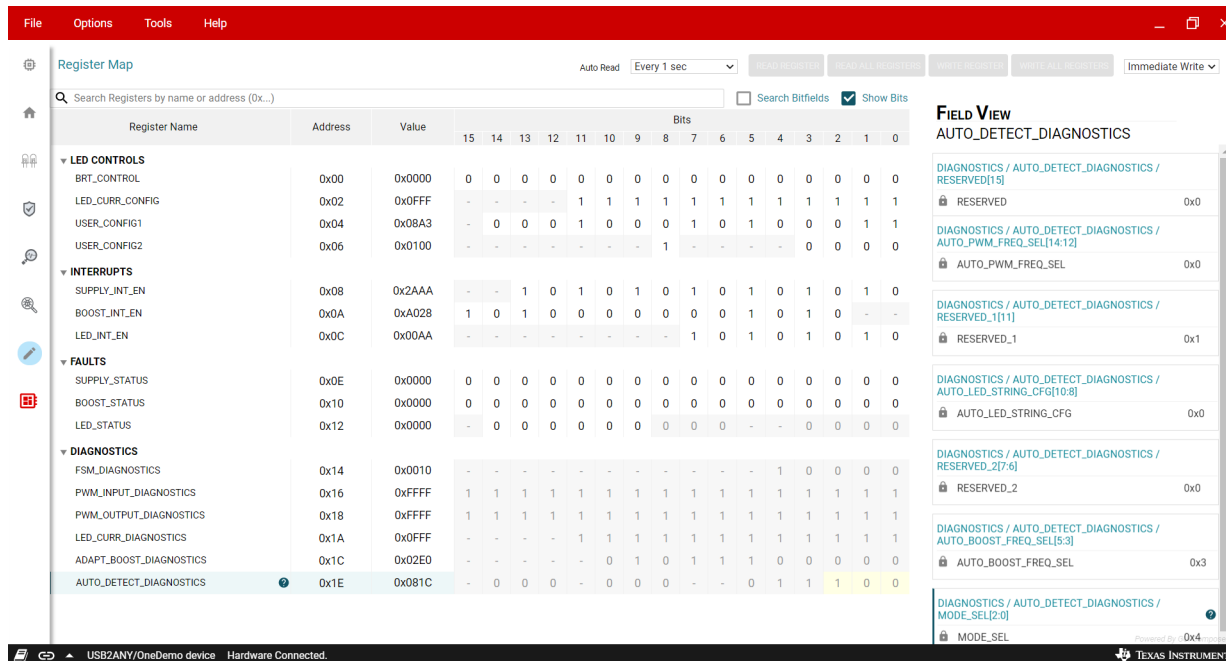 File Options Tools Help
Register Map
Auto Read Every 1 sec READ REGISTER READ ALL REGISTERS WRITE REGISTER WRITE ALL REGISTERS Immediate Write
Search Registers by name or address (0x...) Search Bitfields Show Bits
Register Name Address Value Bits
15 14 13 12 11 10 9 8 7 6 5 4 3 2 1 0
LED CONTROLS
BRT_CONTROL 0x00 0x0000 0 0 0 0 0 0 0 0 0 0 0 0 0 0 0 0
LED_CURR_CONFIG 0x02 0x0FFF - - - - 1 1 1 1 1 1 1 1 1 1 1 1
USER_CONFIG1 0x04 0x08A3 - 0 0 0 1 0 0 0 1 0 1 0 0 0 1 1
USER_CONFIG2 0x06 0x0100 - - - - - - - 1 - - - - 0 0 0 0
INTERRUPTS
SUPPLY_INT_EN 0x08 0x2AAA - - 1 0 1 0 1 0 1 0 1 0 1 0 1 0
BOOST_INT_EN 0x0A 0xA028 1 0 1 0 0 0 0 0 0 0 1 0 1 0 - -
LED_INT_EN 0x0C 0x00AA - - - - - - - - 1 0 1 0 1 0 1 0
FAULTS
SUPPLY_STATUS 0x0E 0x0000 0 0 0 0 0 0 0 0 0 0 0 0 0 0 0 0
BOOST_STATUS 0x10 0x0000 0 0 0 0 0 0 0 0 0 0 0 0 0 0 0 0
LED_STATUS 0x12 0x0000 - 0 0 0 0 0 0 0 0 0 - - 0 0 0 0
DIAGNOSTICS
FSM_DIAGNOSTICS 0x14 0x0010 - - - - - - - - - - - 1 0 0 0 0
PWM_INPUT_DIAGNOSTICS 0x16 0xFFFF 1 1 1 1 1 1 1 1 1 1 1 1 1 1 1 1
PWM_OUTPUT_DIAGNOSTICS 0x18 0xFFFF 1 1 1 1 1 1 1 1 1 1 1 1 1 1 1 1
LED_CURR_DIAGNOSTICS 0x1A 0x0FFF - - - - 1 1 1 1 1 1 1 1 1 1 1 1
ADAPT_BOOST_DIAGNOSTICS 0x1C 0x02E0 - - - - - 0 1 0 1 1 1 0 0 0 0 0
AUTO_DETECT_DIAGNOSTICS 0x1E 0x081C - 0 0 0 - 0 0 0 - - 0 1 1 1 0 0
FIELD VIEW
AUTO_DETECT_DIAGNOSTICS
DIAGNOSTICS / AUTO_DETECT_DIAGNOSTICS /
RESERVED[15]
RESERVED 0x0
DIAGNOSTICS / AUTO_DETECT_DIAGNOSTICS /
AUTO_PWM_FREQ_SEL[14:12]
AUTO_PWM_FREQ_SEL 0x0
DIAGNOSTICS / AUTO_DETECT_DIAGNOSTICS /
RESERVED_1[11]
RESERVED_1 0x1
DIAGNOSTICS / AUTO_DETECT_DIAGNOSTICS /
AUTO_LED_STRING_CFG[10:8]
AUTO_LED_STRING_CFG 0x0
DIAGNOSTICS / AUTO_DETECT_DIAGNOSTICS /
RESERVED_2[7:6]
RESERVED_2 0x0
DIAGNOSTICS / AUTO_DETECT_DIAGNOSTICS /
AUTO_BOOST_FREQ_SEL[5:3]
AUTO_BOOST_FREQ_SEL 0x3
DIAGNOSTICS / AUTO_DETECT_DIAGNOSTICS /
MODE_SEL[2:0]
MODE_SEL 0x4
Powered By
USB2ANY/OneDemo device Hardware Connected.
TEXAS INSTRUMENT